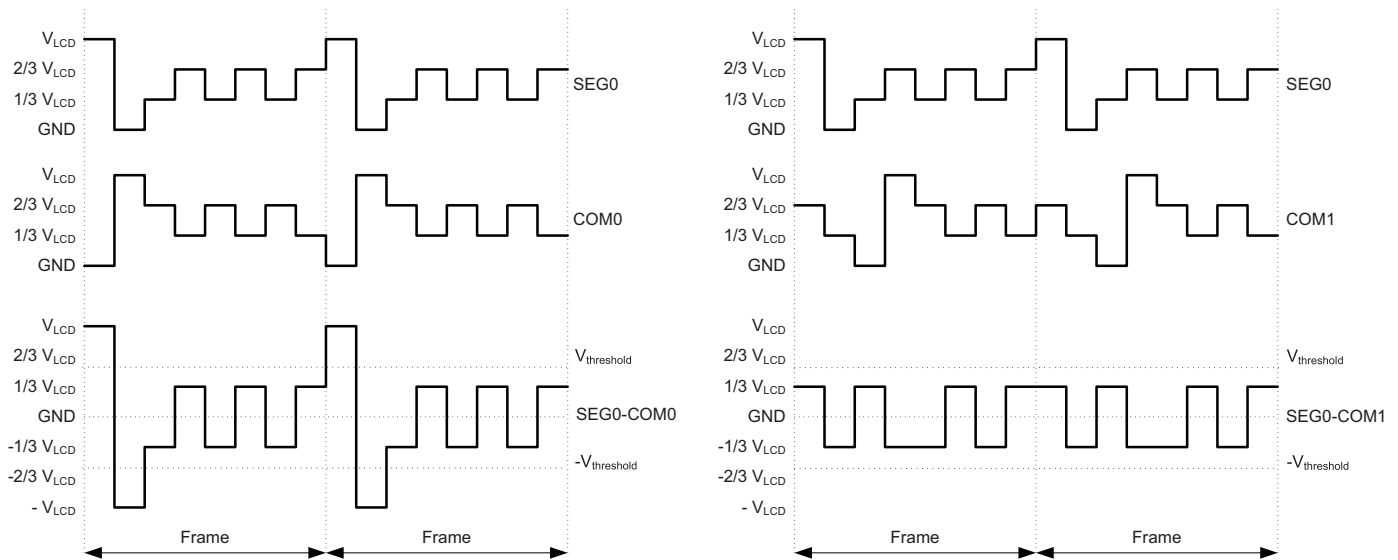 V_LCD
2/3 V_LCD
1/3 V_LCD
GND
SEG0
V_LCD
2/3 V_LCD
1/3 V_LCD
GND
COM0
V_LCD
2/3 V_LCD
1/3 V_LCD
GND
-1/3 V_LCD
-2/3 V_LCD
- V_LCD
V_threshold
SEG0-COM0
-V_threshold
Frame
Frame
V_LCD
2/3 V_LCD
1/3 V_LCD
GND
SEG0
V_LCD
2/3 V_LCD
1/3 V_LCD
GND
COM1
V_LCD
2/3 V_LCD
1/3 V_LCD
GND
-1/3 V_LCD
-2/3 V_LCD
- V_LCD
V_threshold
SEG0-COM1
-V_threshold
Frame
Frame